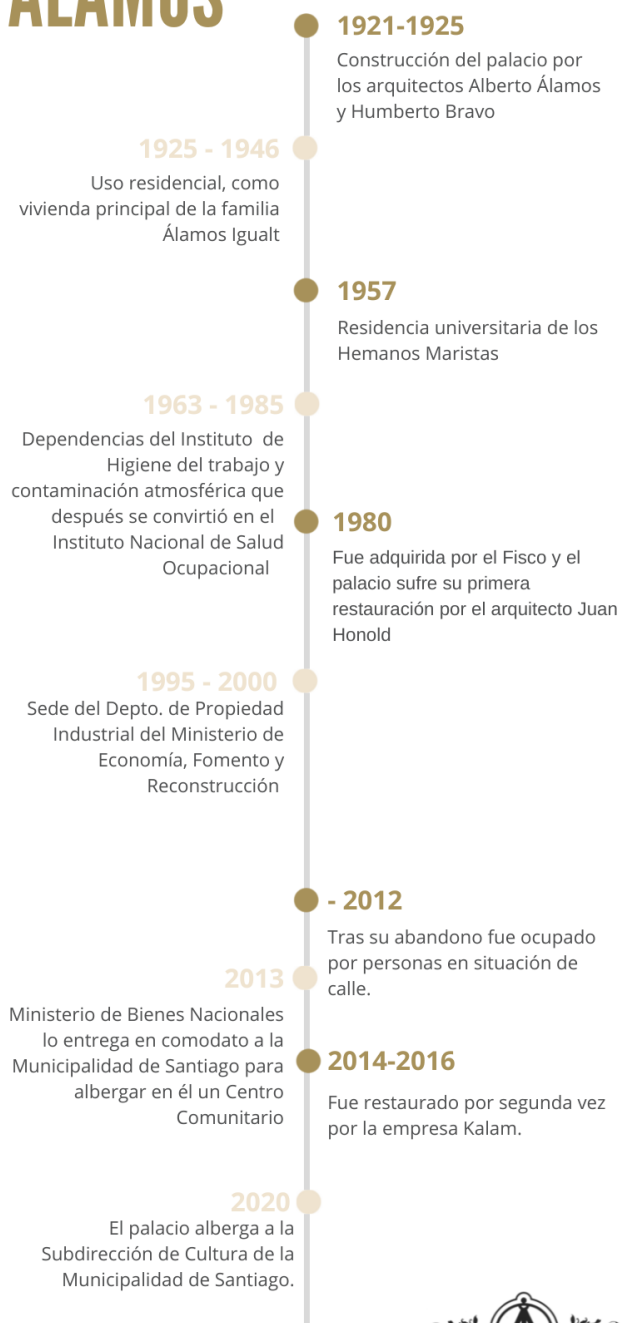 ÁLAMOS
1921-1925
Construcción del palacio por
los arquitectos Alberto Álamos
y Humberto Bravo
1925 - 1946
Uso residencial, como
vivienda principal de la familia
Álamos Igualt
1957
Residencia universitaria de los
Hemanos Maristas
1963 - 1985
Dependencias del Instituto de
Higiene del trabajo y
contaminación atmosférica que
después se convirtió en el
Instituto Nacional de Salud
Ocupacional
1980
Fue adquirida por el Fisco y el
palacio sufre su primera
restauración por el arquitecto Juan
Honold
1995 - 2000
Sede del Depto. de Propiedad
Industrial del Ministerio de
Economía, Fomento y
Reconstrucción
- 2012
Tras su abandono fue ocupado
por personas en situación de
calle.
2013
Ministerio de Bienes Nacionales
lo entrega en comodato a la
Municipalidad de Santiago para
albergar en él un Centro
Comunitario
2014-2016
Fue restaurado por segunda vez
por la empresa Kalam.
2020
El palacio alberga a la
Subdirección de Cultura de la
Municipalidad de Santiago.